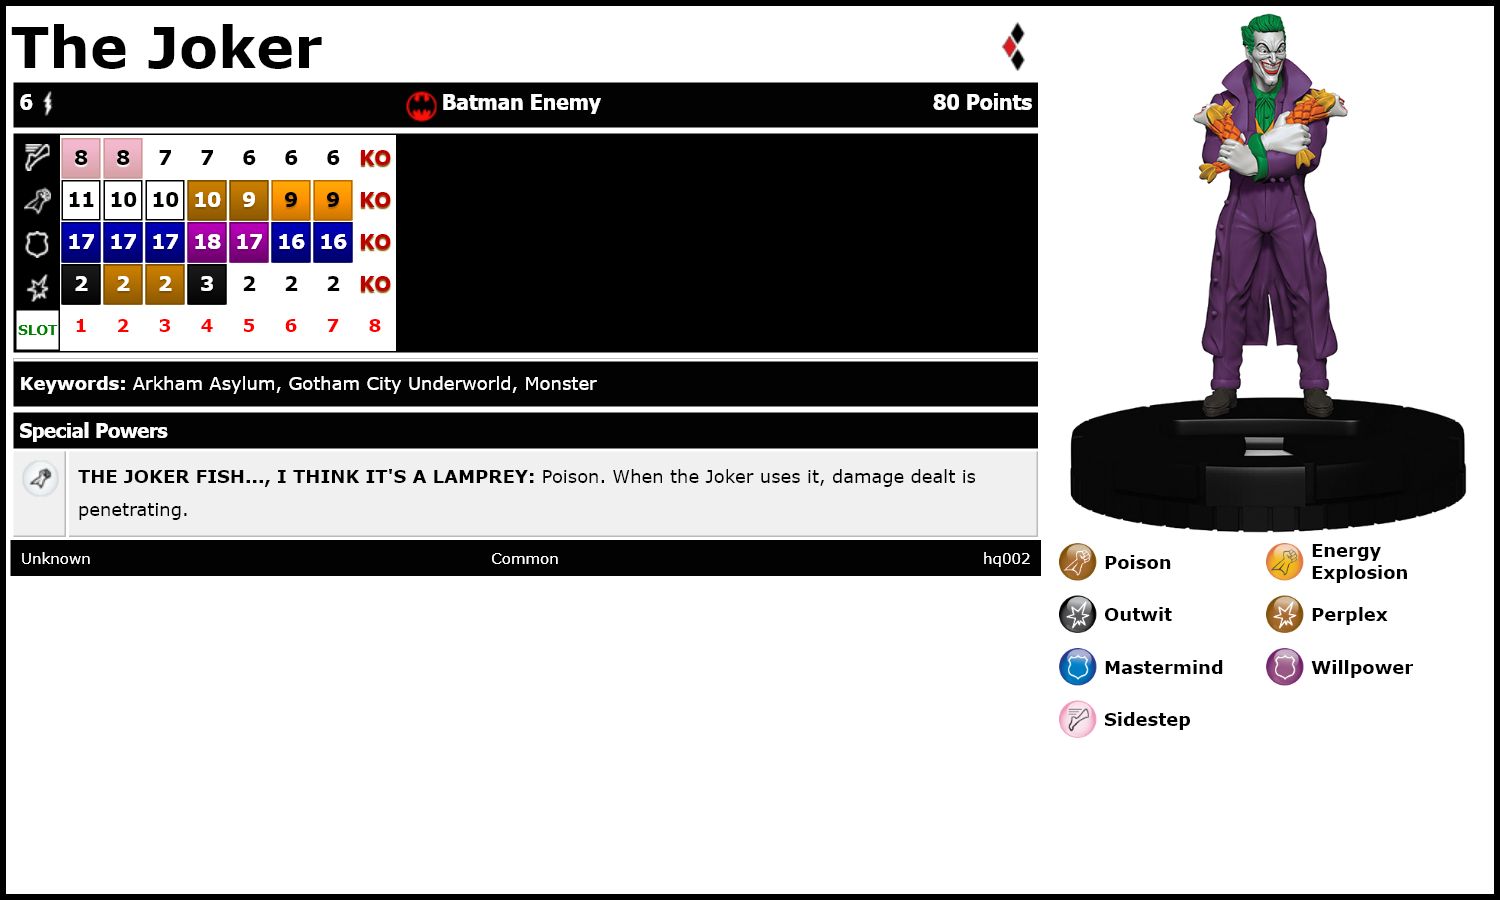 The Joker
6 Batman Enemy 80 Points
8 8 7 7 6 6 6 KO
11 10 10 10 9 9 9 KO
17 17 17 18 17 16 16 KO
2 2 2 3 2 2 2 KO
SLOT 1 2 3 4 5 6 7 8
Keywords: Arkham Asylum, Gotham City Underworld, Monster
Special Powers
THE JOKER FISH..., I THINK IT'S A LAMPREY: Poison. When the Joker uses it, damage dealt is
penetrating.
Unknown Common hq002
Poison
Energy
Explosion
Outwit
Perplex
Mastermind
Willpower
Sidestep